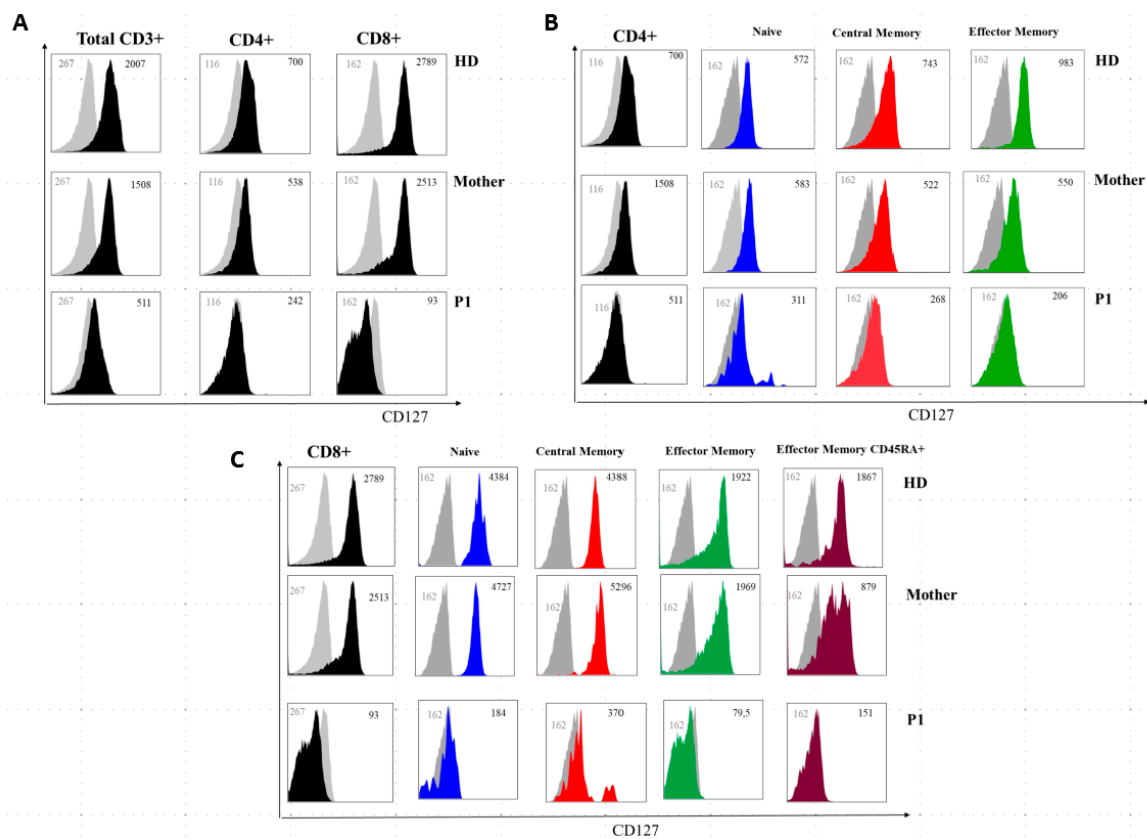 A
Total CD3+ CD4+ CD8+
267 2007 116 700 162 2789 HD
267 1508 116 538 162 2513 Mother
267 511 116 242 162 93 P1
CD127
B
CD4+ Naive Central Memory Effector Memory
116 700 162 572 162 743 162 983 HD
116 1508 162 583 162 522 162 550 Mother
116 511 162 311 162 268 162 206 P1
CD127
C
CD8+ Naive Central Memory Effector Memory Effector Memory CD45RA+
267 2789 162 4384 162 4388 162 1922 162 1867 HD
267 2513 162 4727 162 5296 162 1969 162 879 Mother
267 93 162 184 162 370 162 79,5 162 151 P1
CD127